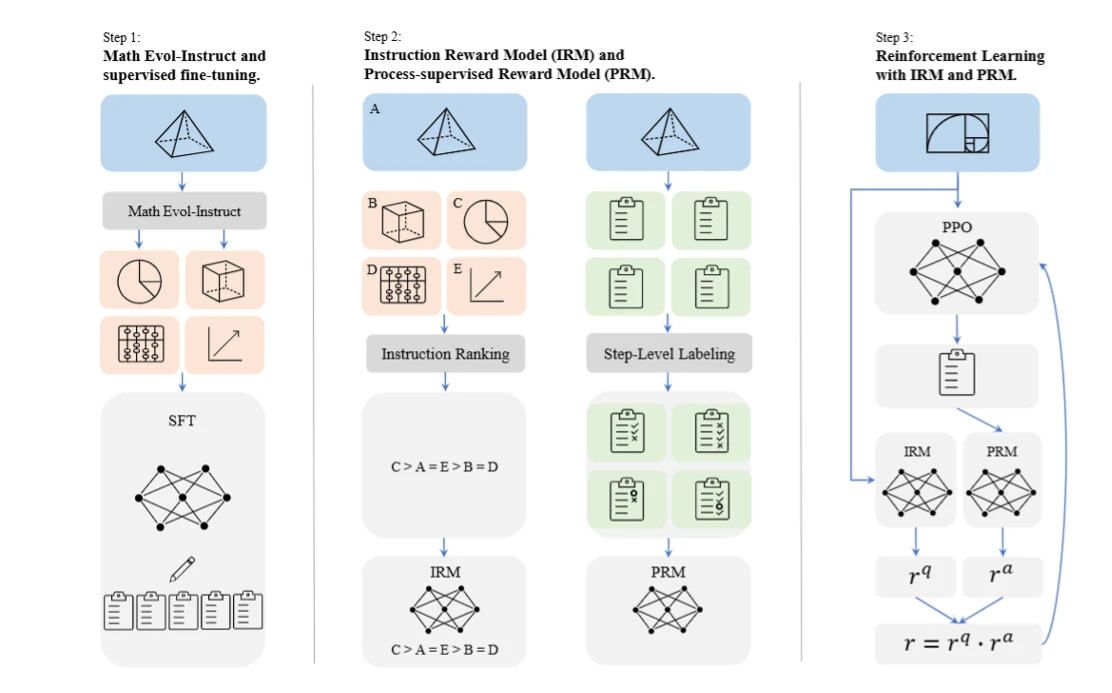 Step 1:
Math Evol-Instruct and
supervised fine-tuning.
Math Evol-Instruct
SFT
Step 2:
Instruction Reward Model (IRM) and
Process-supervised Reward Model (PRM).
A
B
C
D
E
Instruction Ranking
C > A = E > B = D
IRM
C > A = E > B = D
Step-Level Labeling
PRM
Step 3:
Reinforcement Learning
with IRM and PRM.
PPO
IRM
PRM
r^q
r^a
r = r^q · r^a